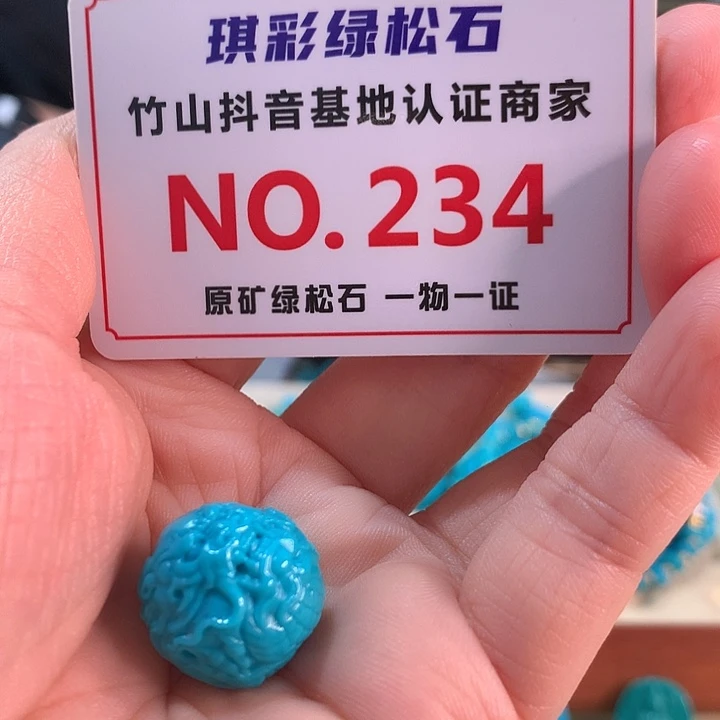 琪彩绿松石
竹山抖音基地认证商家
NO.234
原矿绿松石 一物一证